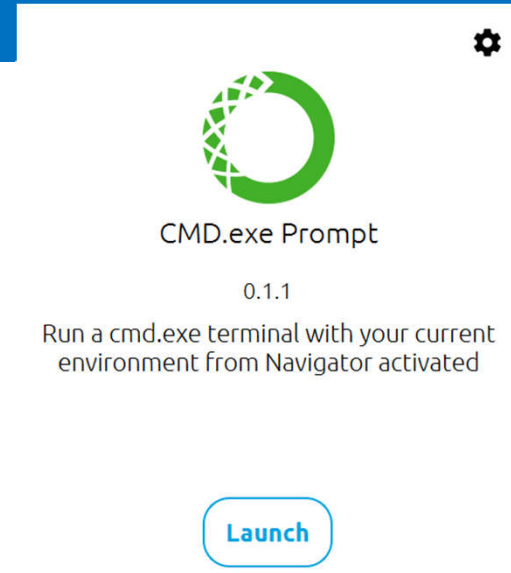 CMD.exe Prompt
0.1.1
Run a cmd.exe terminal with your current
environment from Navigator activated
Launch